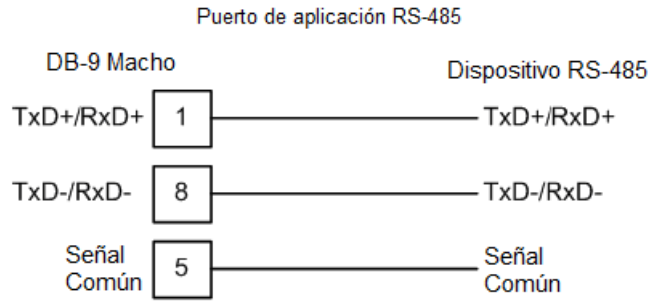 Puerto de aplicación RS-485
DB-9 Macho
Dispositivo RS-485
TxD+/RxD+ 1 TxD+/RxD+
TxD-/RxD- 8 TxD-/RxD-
Señal
Común 5 Señal
Común